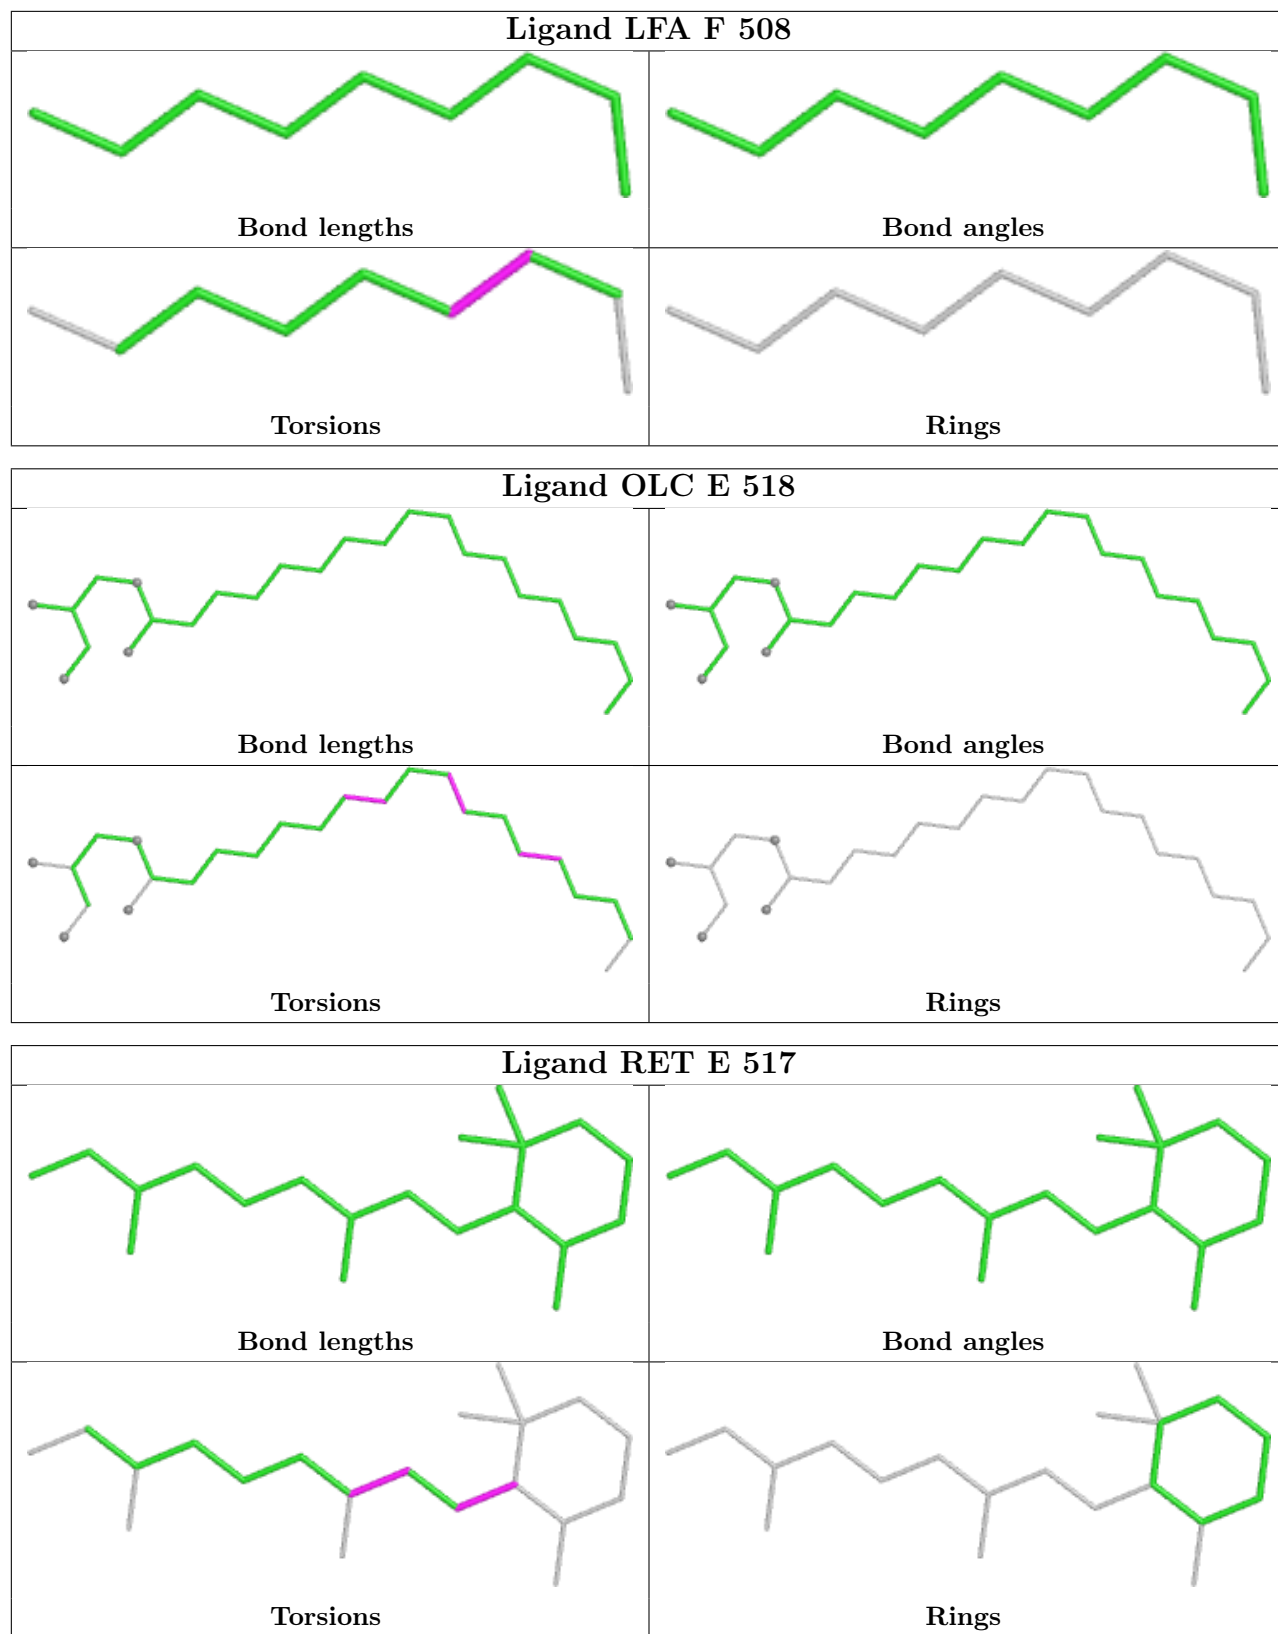 Ligand LFA F 508
Bond lengths
Bond angles
Torsions
Rings
Ligand OLC E 518
Bond lengths
Bond angles
Torsions
Rings
Ligand RET E 517
Bond lengths
Bond angles
Torsions
Rings